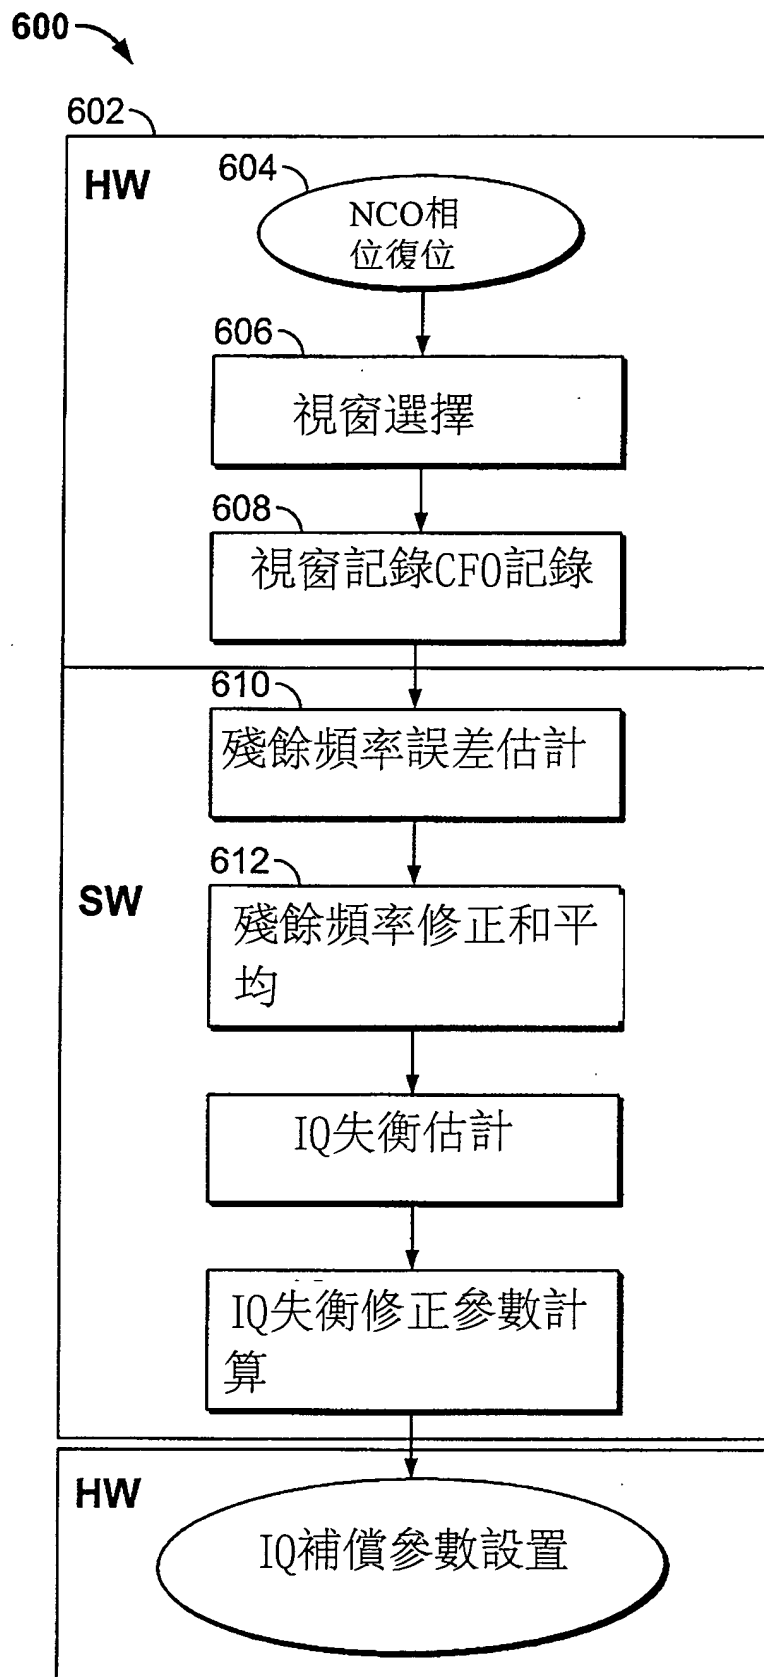 600
602
HW
604
NCO相
位復位
606
視窗選擇
608
視窗記錄CFO記錄
610
殘餘頻率誤差估計
612
SW
殘餘頻率修正和平
均
IQ失衡估計
IQ失衡修正參數計
算
HW
IQ補償參數設置